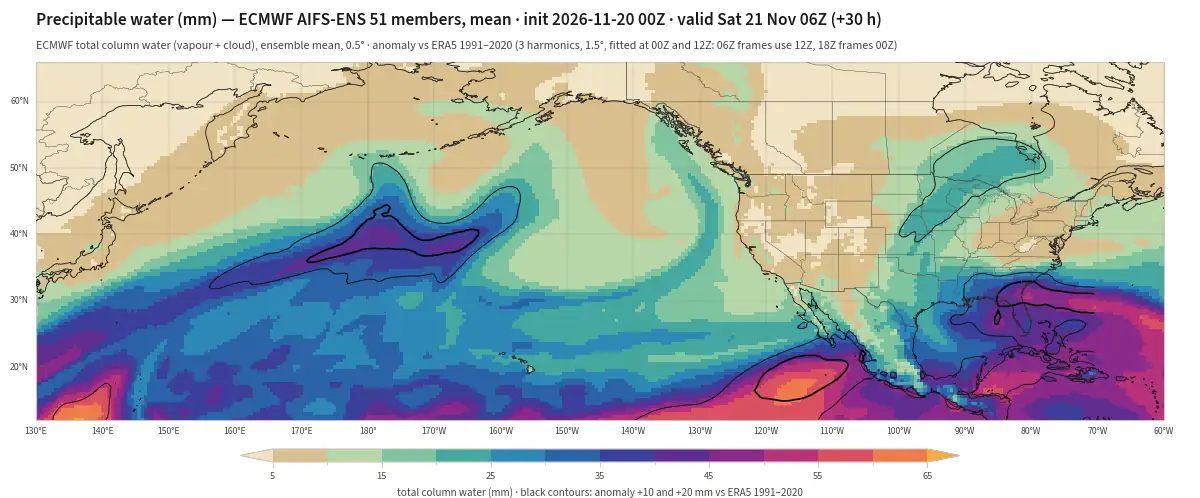 Precipitable water (mm) — ECMWF AIFS-ENS 51 members, mean · init 2026-11-20 00Z · valid Sat 21 Nov 06Z (+30 h)
ECMWF total column water (vapour + cloud), ensemble mean, 0.5° · anomaly vs ERA5 1991–2020 (3 harmonics, 1.5°, fitted at 00Z and 12Z: 06Z frames use 12Z, 18Z frames 00Z)
60°N
50°N
40°N
30°N
20°N
130°E 140°E 150°E 160°E 170°E 180° 170°W 160°W 150°W 140°W 130°W 120°W 110°W 100°W 90°W 80°W 70°W 60°W
5 15 25 35 45 55 65
total column water (mm) · black contours: anomaly +10 and +20 mm vs ERA5 1991–2020